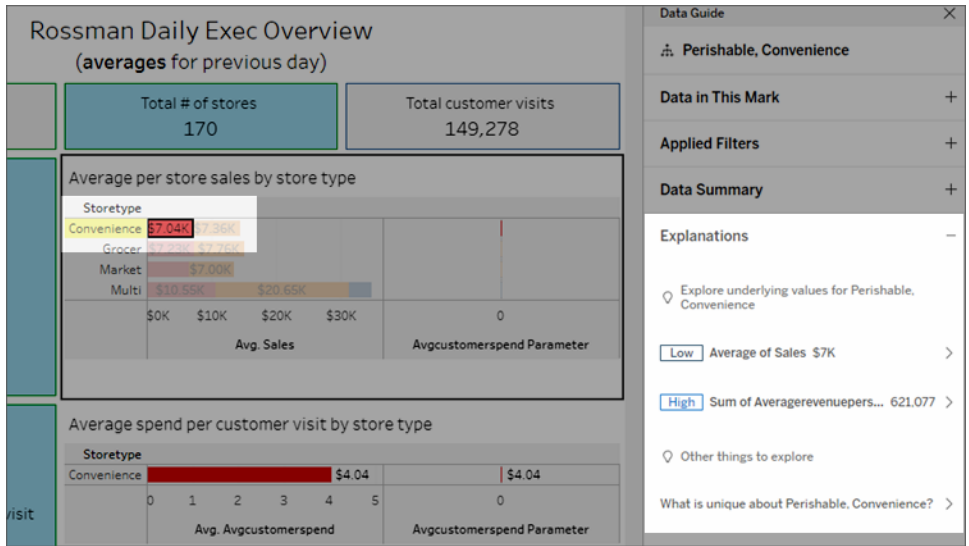 Rossman Daily Exec Overview
(averages for previous day)
Total # of stores
170
Total customer visits
149,278
Average per store sales by store type
Storetype
Convenience $7.04K $7.36K
Grocer $7.23K $7.76K
Market $7.00K
Multi $10.55K $20.65K
$0K $10K $20K $30K 0
Avg. Sales Avgcustomerspend Parameter
Average spend per customer visit by store type
Storetype
Convenience $4.04 $4.04
0 1 2 3 4 5 0
Avg. Avgcustomerspend Avgcustomerspend Parameter
visit
Data Guide
Perishable, Convenience
Data in This Mark
Applied Filters
Data Summary
Explanations
Explore underlying values for Perishable,
Convenience
Low Average of Sales $7K
High Sum of Averagerevenuepers... 621,077
Other things to explore
What is unique about Perishable, Convenience?